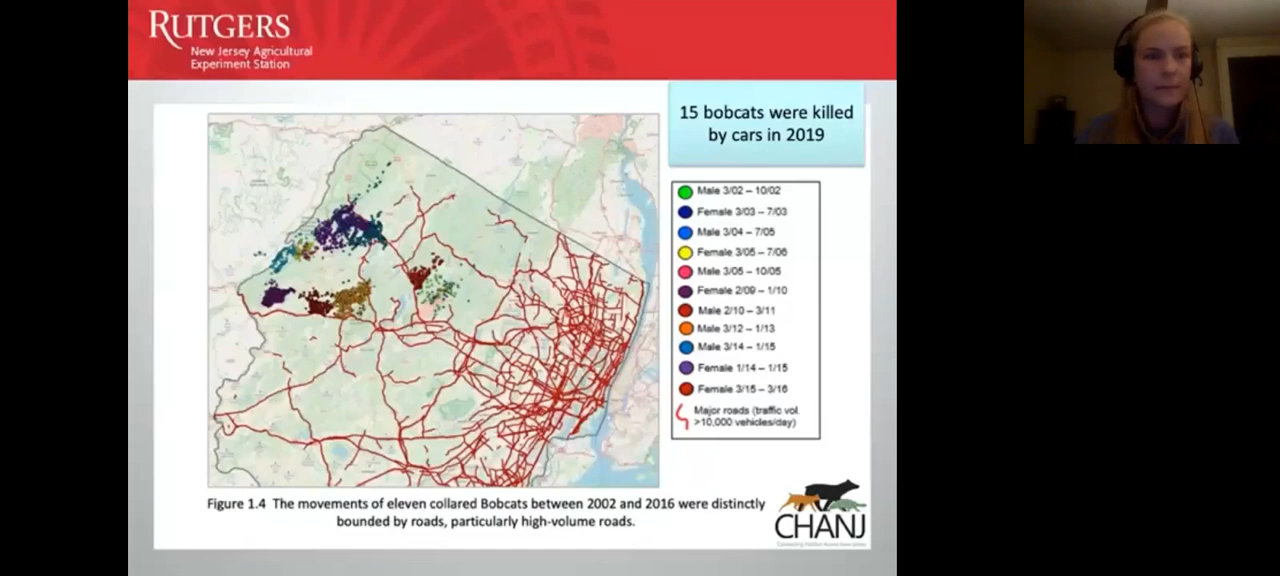 RUTGERS
New Jersey Agricultural
Experiment Station
15 bobcats were killed
by cars in 2019
Male 3/02 – 10/02
Female 3/03 – 7/03
Male 3/04 – 7/05
Female 3/05 – 7/06
Male 3/05 – 10/05
Female 2/09 – 1/10
Male 2/10 – 3/11
Male 3/12 – 1/13
Male 3/14 – 1/15
Female 1/14 – 1/15
Female 3/15 – 3/16
Major roads (traffic vol.
>10,000 vehicles/day)
Figure 1.4 The movements of eleven collared Bobcats between 2002 and 2016 were distinctly
bounded by roads, particularly high-volume roads.
CHANJ